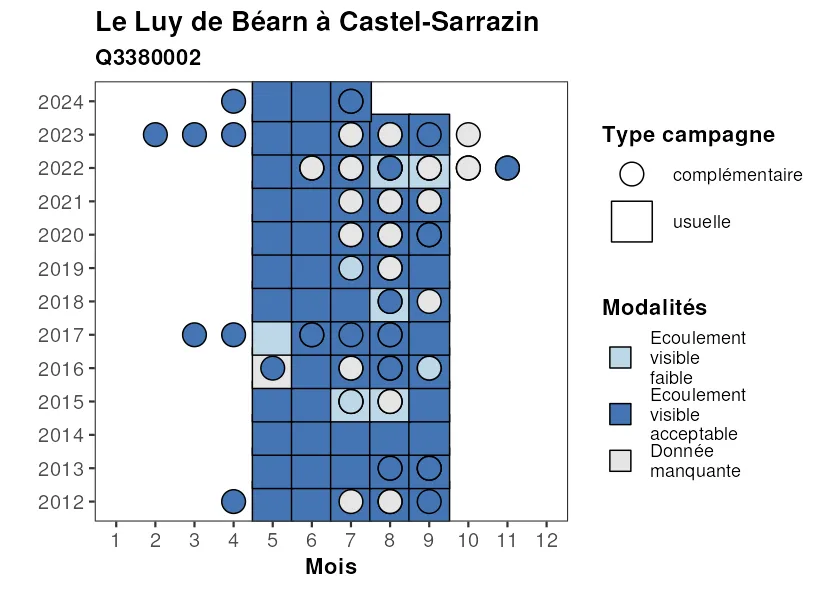 Le Luy de Béarn à Castel-Sarrazin
Q3380002
2024
2023
2022
2021
2020
2019
2018
2017
2016
2015
2014
2013
2012
1 2 3 4 5 6 7 8 9 10 11 12
Mois
Type campagne
complémentaire
usuelle
Modalités
Ecoulement
visible
faible
Ecoulement
visible
acceptable
Donnée
manquante